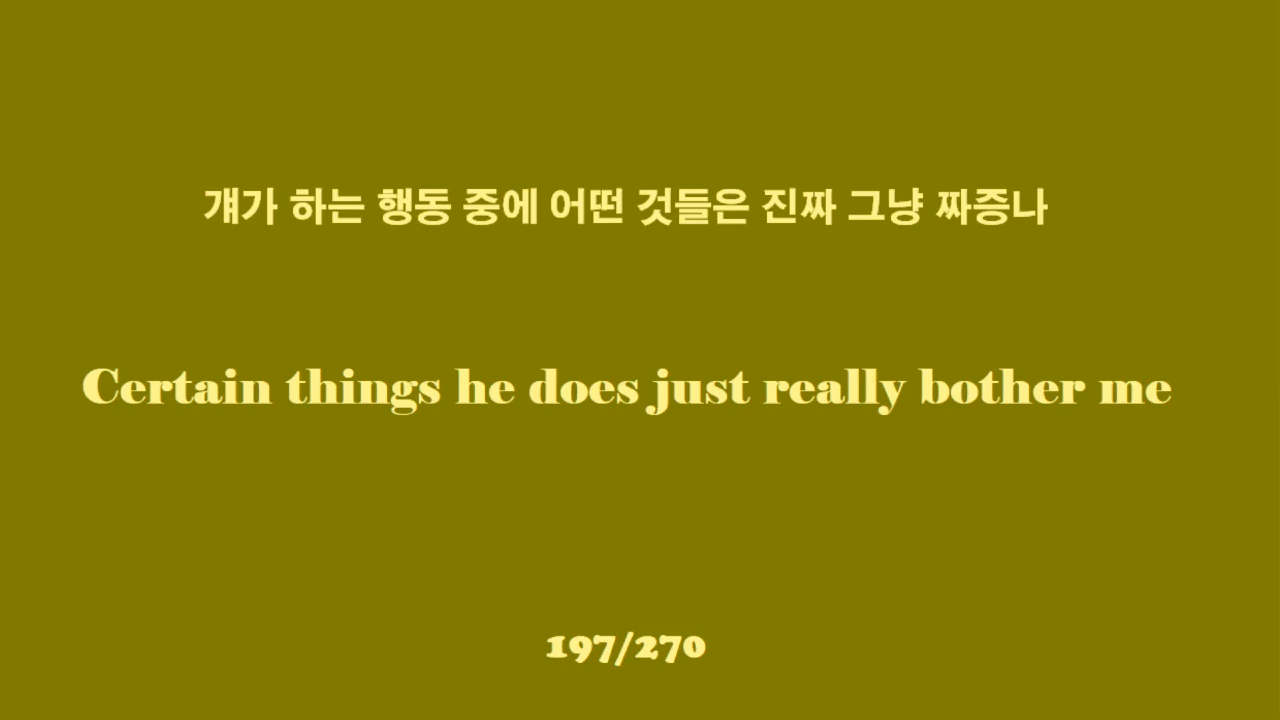 걔가 하는 행동 중에 어떤 것들은 진짜 그냥 짜증나
Certain things he does just really bother me
197/270